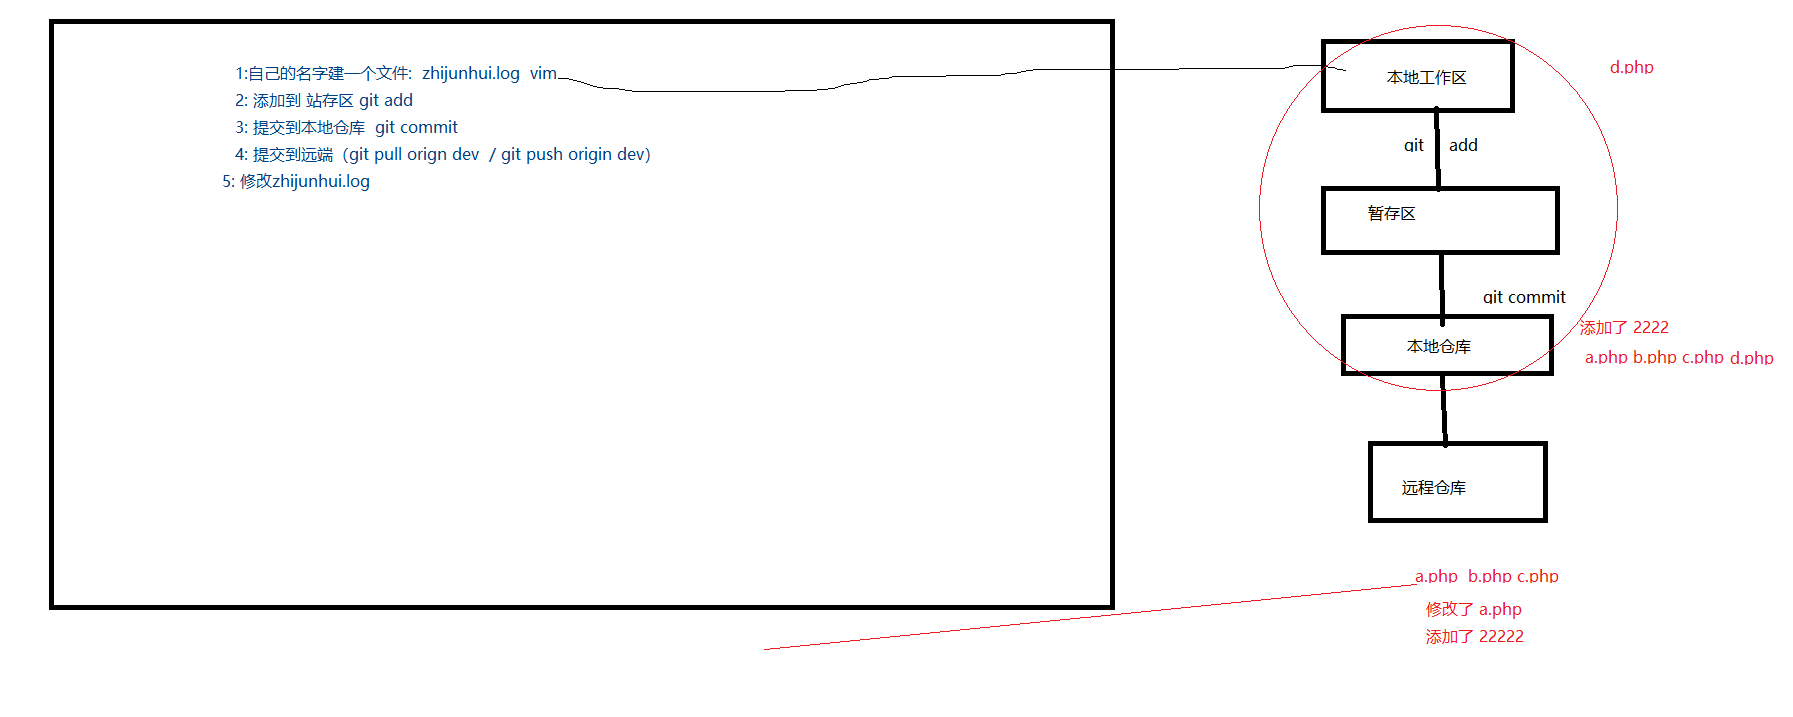 1:自己的名字建一个文件:  zhijunhui.log  vim
2: 添加到 站存区 git add
3: 提交到本地仓库  git commit
4: 提交到远端（git pull orign dev  / git push origin dev）
5: 修改zhijunhui.log
本地工作区
d.php
git add
暂存区
git commit
添加了 2222
本地仓库
a.php b.php c.php d.php
远程仓库
a.php  b.php c.php
修改了 a.php
添加了 22222